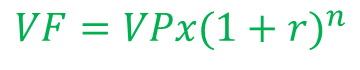 VF = VPx(1 + r)ⁿ